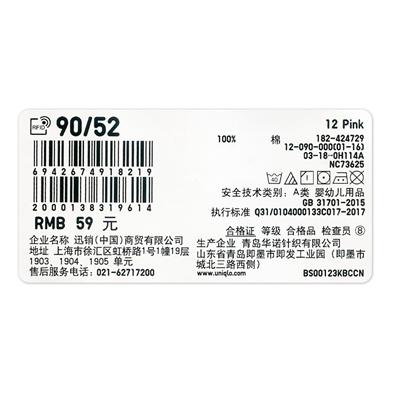 RFID
90/52
6942674918219
2000138319614
RMB 59 元
企业名称 迅销(中国)商贸有限公司
地址 上海市徐汇区虹桥路1号港汇中心1座19层
1903、1904、1905 单元
售后服务电话: 021-62717200
12 Pink
100% 棉
182-424729
12-090-000(01-16)
03-18-0H114A
NC73625
40
安全技术类别: A类 婴幼儿用品
GB 31701-2015
执行标准 Q31/0104000133C017-2017
合格证 等级 合格品 检查员⑧
生产企业 青岛华诺针织有限公司
山东省青岛即墨市即发工业园 (即墨市
城北三路西侧)
www.uniqlo.com
BS00123KBCCN